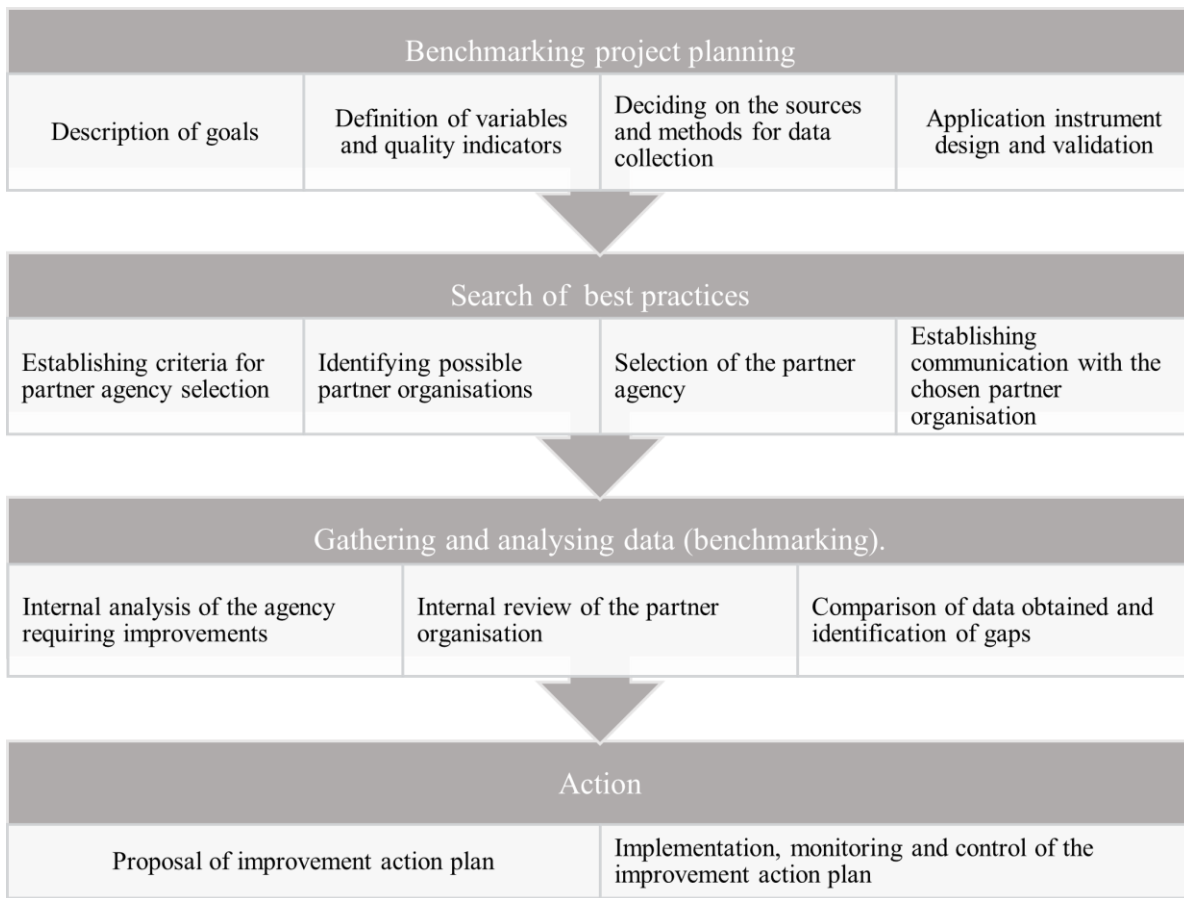 Benchmarking project planning
Description of goals
Definition of variables
and quality indicators
Deciding on the sources
and methods for data
collection
Application instrument
design and validation
Search of best practices
Establishing criteria for
partner agency selection
Identifying possible
partner organisations
Selection of the partner
agency
Establishing
communication with the
chosen partner
organisation
Gathering and analysing data (benchmarking).
Internal analysis of the agency
requiring improvements
Internal review of the partner
organisation
Comparison of data obtained and
identification of gaps
Action
Proposal of improvement action plan
Implementation, monitoring and control of the
improvement action plan